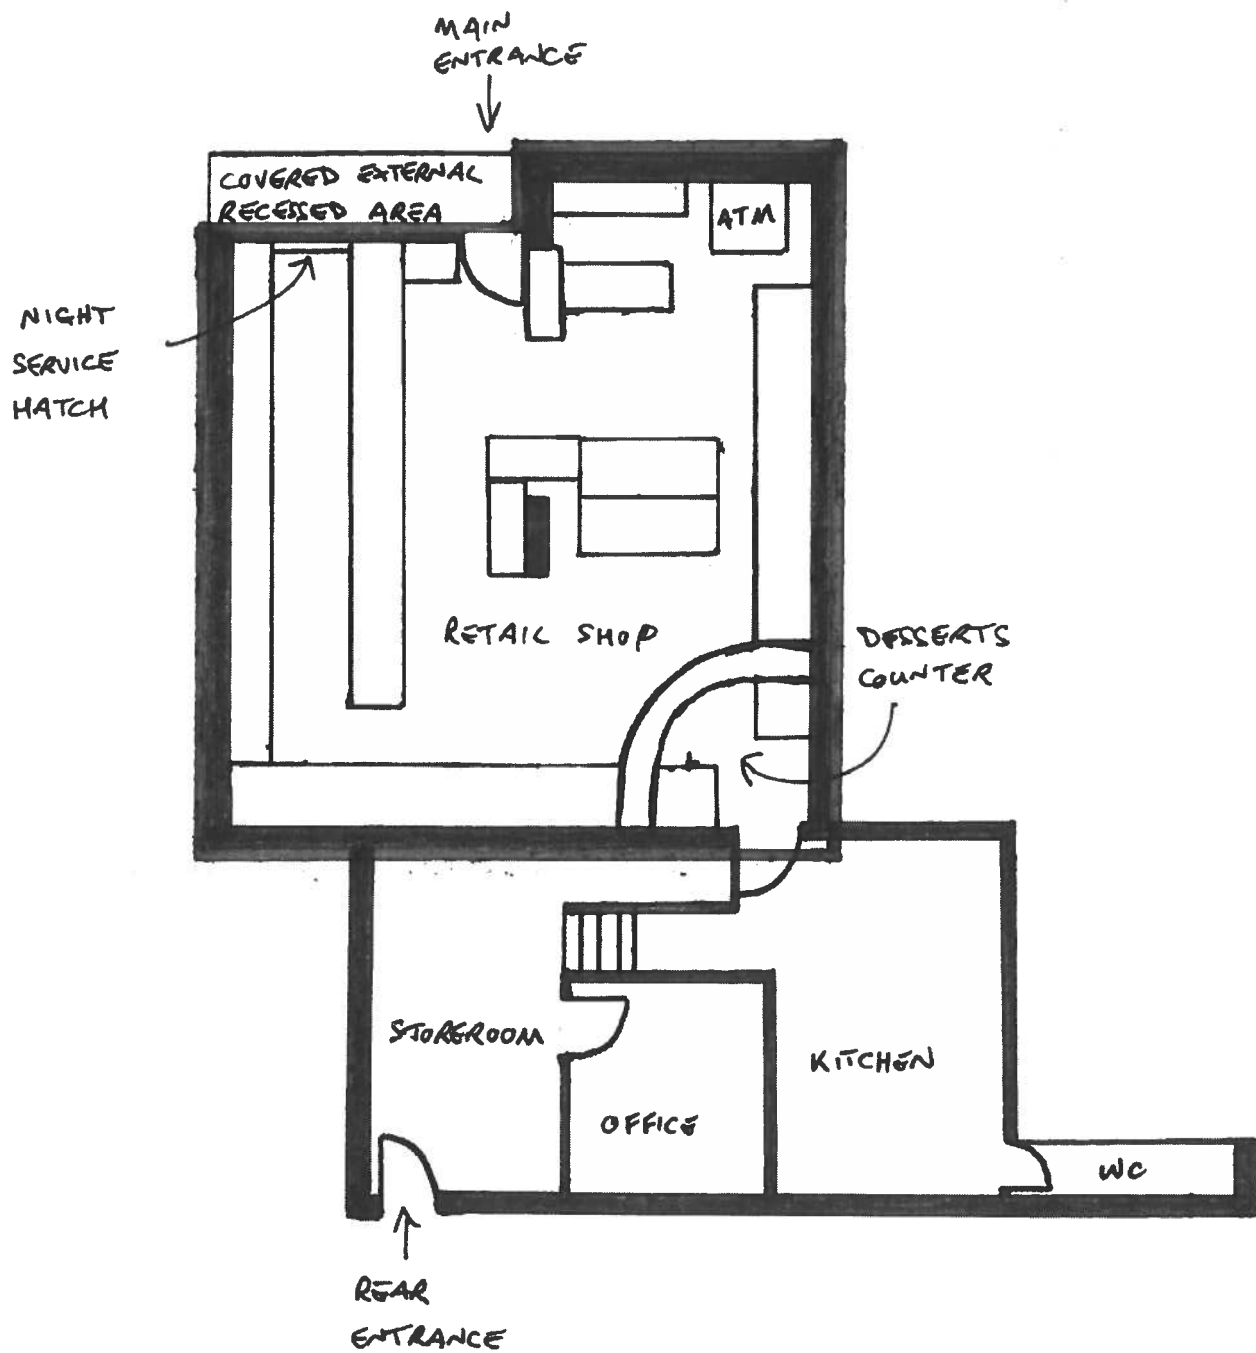 MAIN
ENTRANCE
COVERED EXTERNAL
RECESSED AREA
ATM
NIGHT
SERVICE
HATCH
RETAIL SHOP
DESSERTS
COUNTER
STOREROOM
KITCHEN
OFFICE
WC
REAR
ENTRANCE